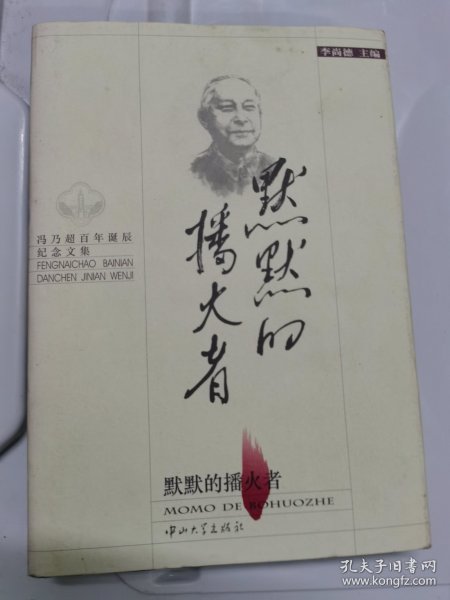 李尚德 主编
默默的
播火者
冯乃超百年诞辰
纪念文集
FENGNAICHAO BAINIAN
DANCHEN JINIAN WENJI
默默的播火者
MOMO DE BOHUOZHE
中山大学出版社
孔夫子旧书网
www.kongfz.com